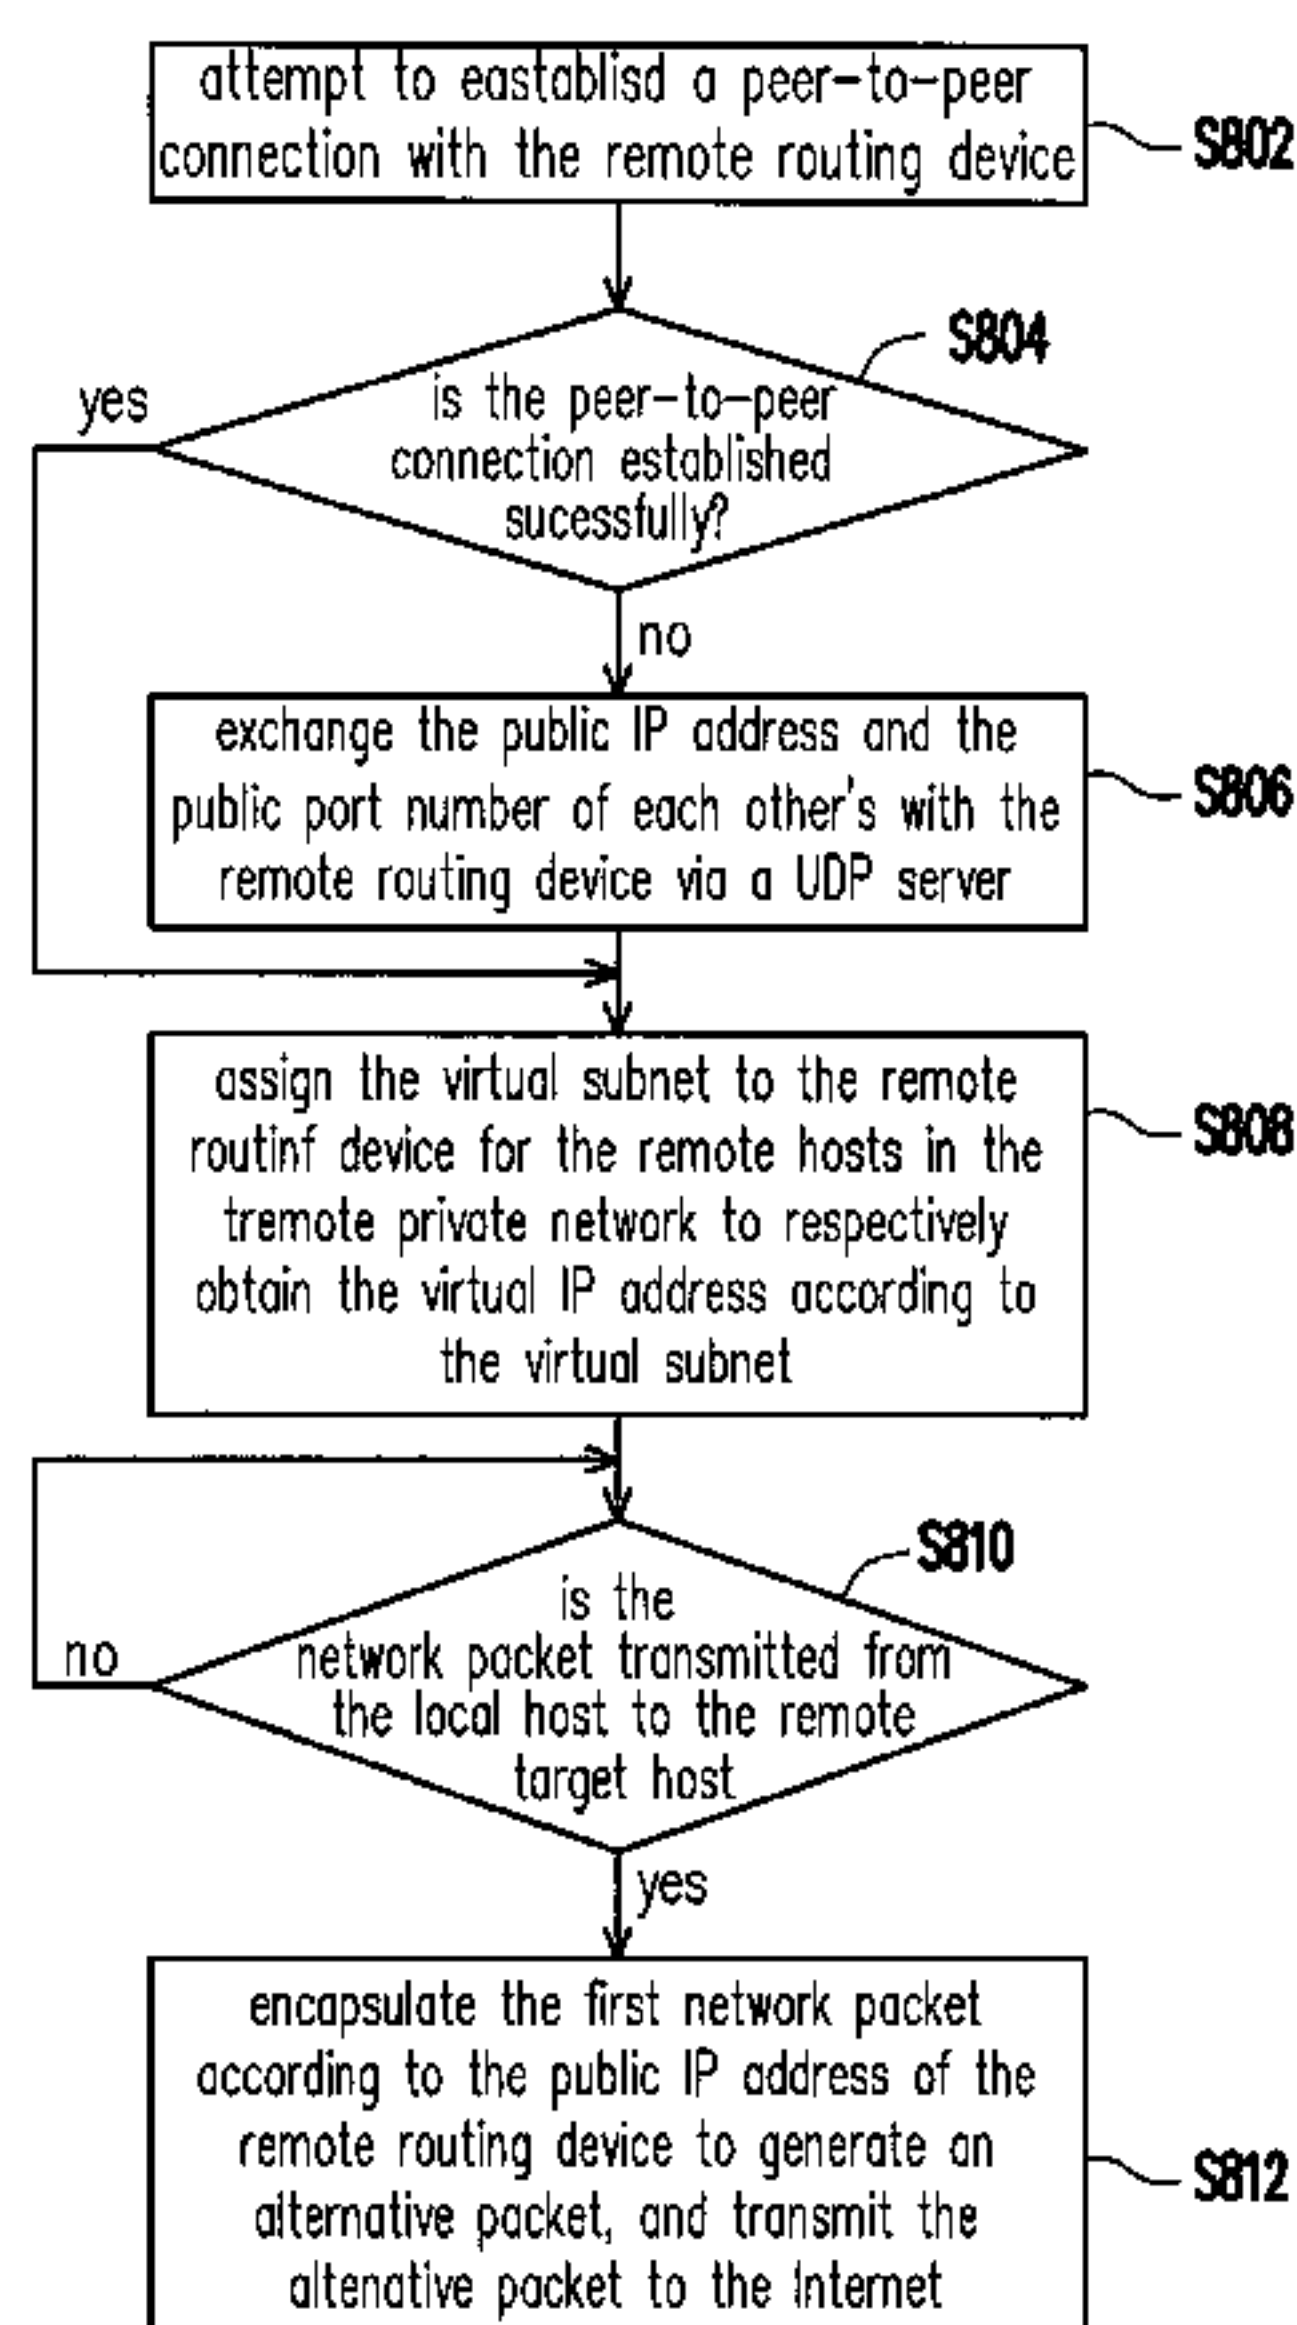 attempt to eastablisd a peer-to-peer
connection with the remote routing device
S802
S804
is the peer-to-peer
connection established
sucessfully?
yes
no
exchange the public IP address and the
public port number of each other's with the
remote routing device via a UDP server
S806
assign the virtual subnet to the remote
routinf device for the remote hosts in the
tremote private network to respectively
obtain the virtual IP address according to
the virtual subnet
S808
S810
is the
network packet transmitted from
the local host to the remote
target host
no
yes
encapsulate the first network packet
according to the public IP address of the
remote routing device to generate an
alternative packet, and transmit the
altenative packet to the Internet
S812